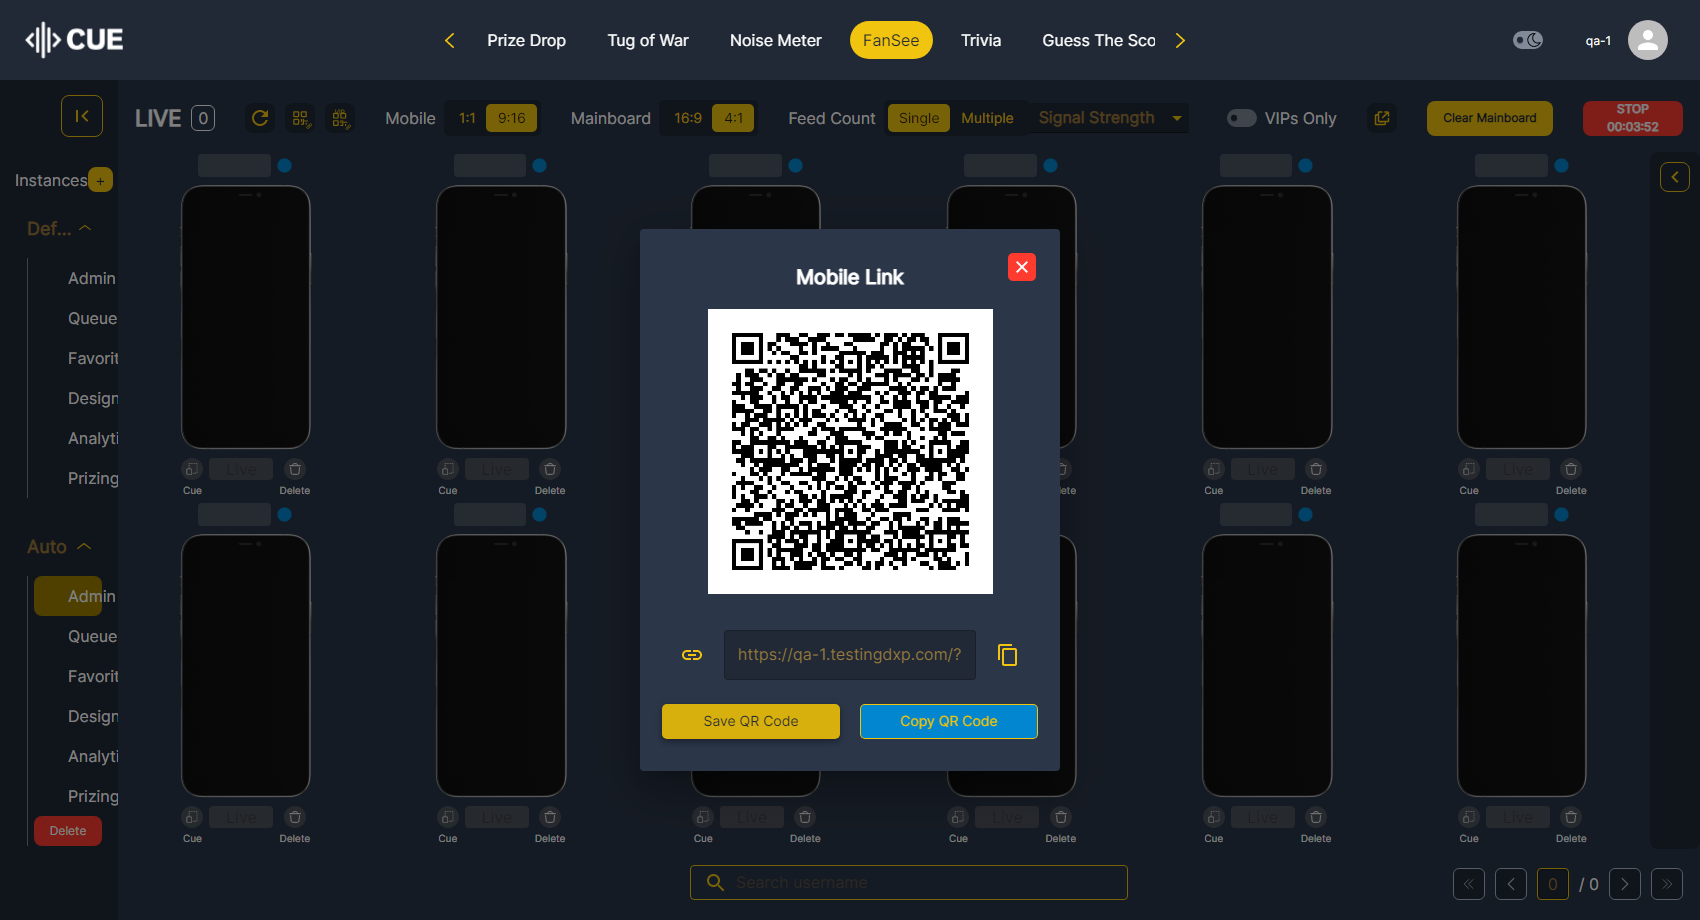 CUE
Prize Drop
Tug of War
Noise Meter
FanSee
Trivia
Guess The Sco
qa-1
LIVE 0
Mobile 1:1 9:16
Mainboard 16:9 4:1
Feed Count Single Multiple
Signal Strength
VIPs Only
Clear Mainboard
STOP
00:03:52
Instances +
Def...
Admin
Queue
Favorit
Design
Analyti
Prizing
Auto
Admin
Queue
Favorit
Design
Analyti
Prizing
Delete
Live
Cue Delete
Live
Cue Delete
ete
Live
Cue Delete
Live
Cue Delete
Mobile Link
https://qa-1.testingdxp.com/?
Save QR Code
Copy QR Code
Live
Cue Delete
Live
Cue Delete
Live
Cue Delete
Live
Cue Delete
Live
Cue Delete
Live
Cue Delete
Search username
0 / 0